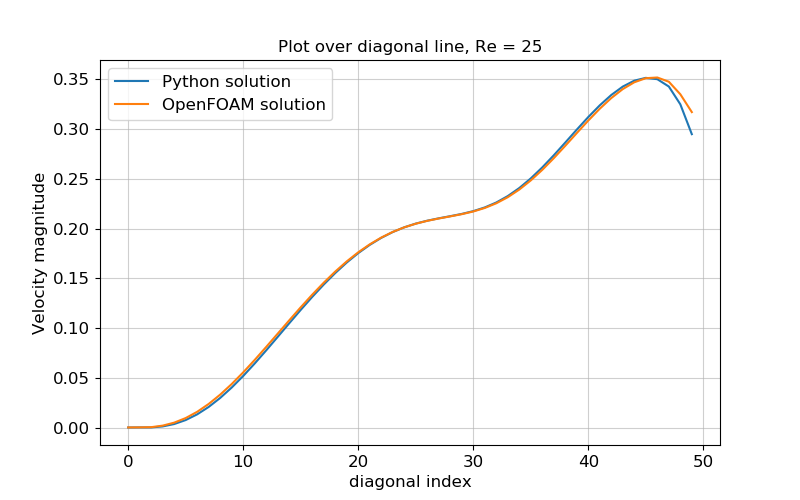 Plot over diagonal line, Re = 25
Python solution
OpenFOAM solution
Velocity magnitude
0.35
0.30
0.25
0.20
0.15
0.10
0.05
0.00
0 10 20 30 40 50
diagonal index